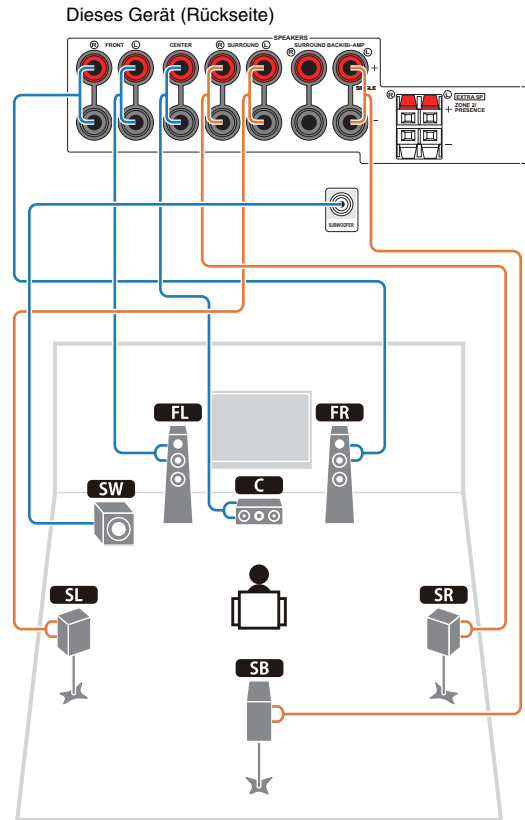 Dieses Gerät (Rückseite)
SPEAKERS
R FRONT L
CENTER
R SURROUND L
R SURROUND BACK/BI-AMP L
+
SINGLE
-
R L EXTRA SP
+ ZONE 2/
PRESENCE
-
SUBWOOFER
FL
FR
SW
C
SL
SR
SB